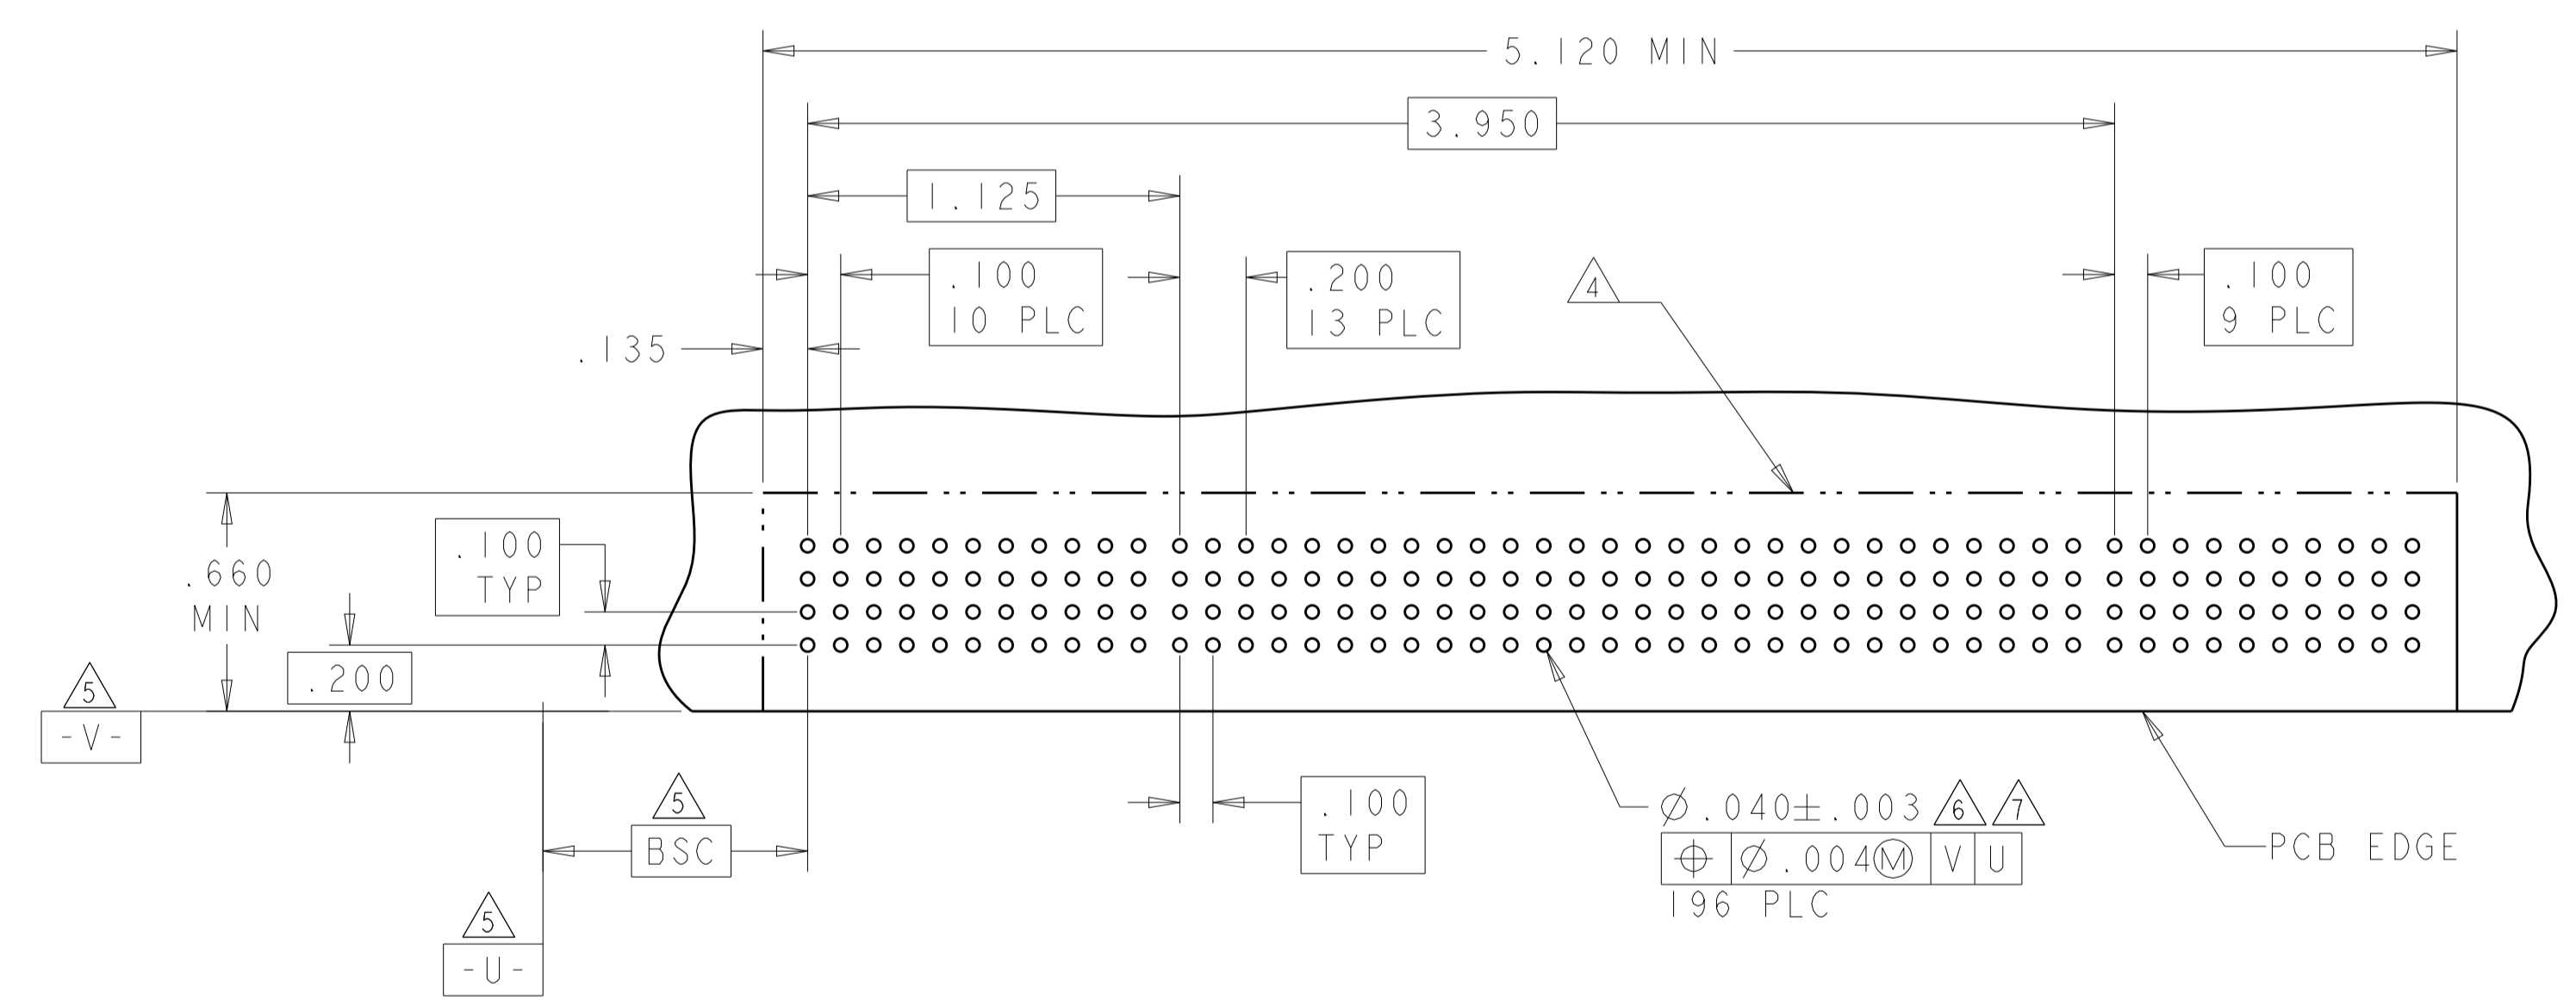 5.120 MIN
3.950
1.125
.100
10 PLC
.200
13 PLC
4
.100
9 PLC
.135
.100
TYP
.660
MIN
.200
5
-V-
5
BSC
.100
TYP
Ø.040±.003 6 7
⌖ Ø.004Ⓜ V U
196 PLC
PCB EDGE
5
-U-